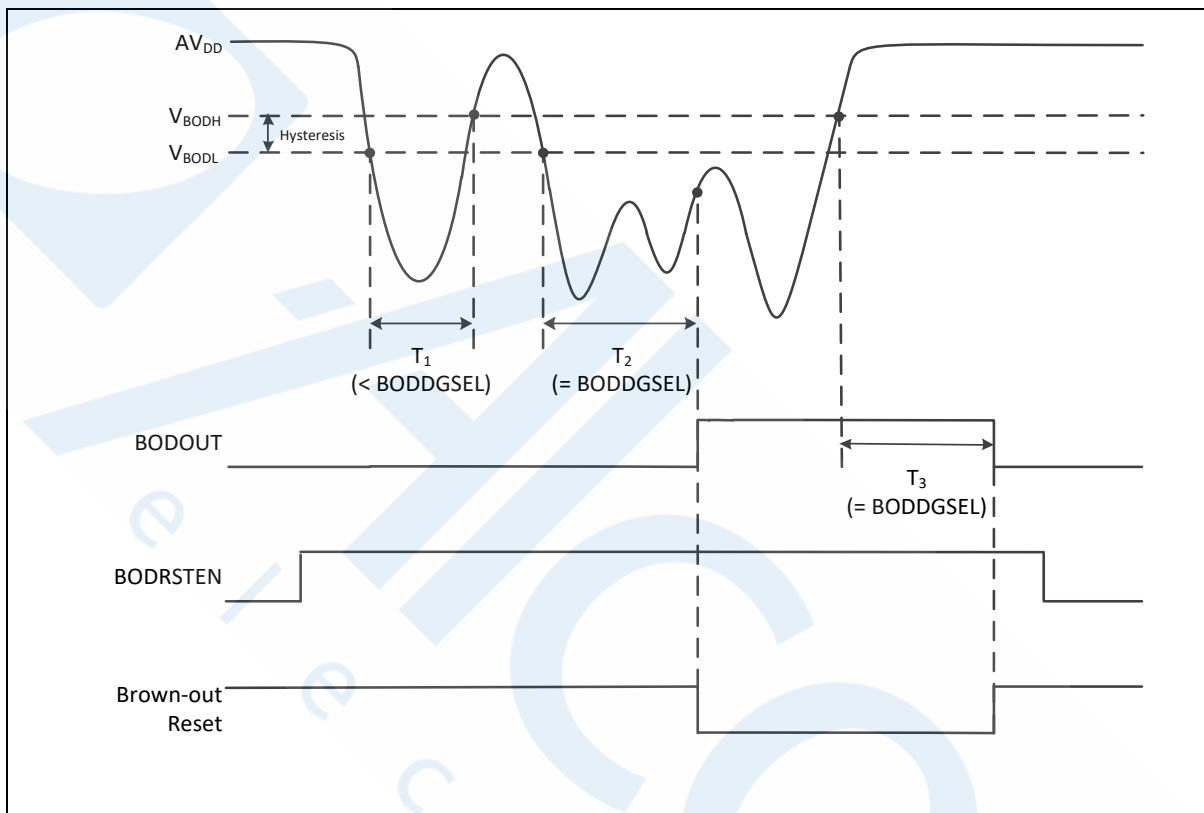 AVDD
VBODH
Hysteresis
VBODL
T1
(< BODDGSEL)
T2
(= BODDGSEL)
BODOUT
T3
(= BODDGSEL)
BODRSTEN
Brown-out
Reset
e l e c